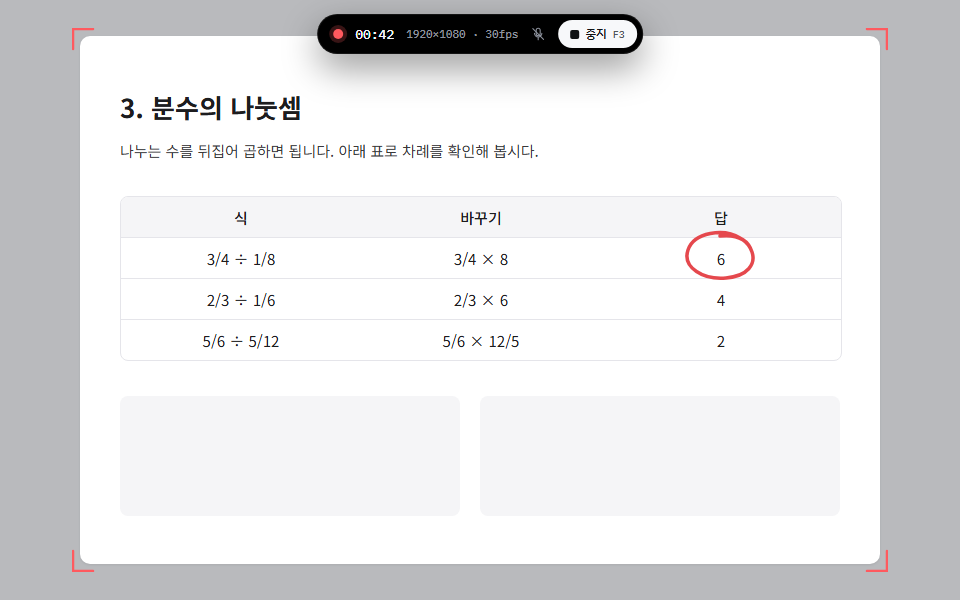 00:42 1920×1080 · 30fps 중지 F3
3. 분수의 나눗셈
나누는 수를 뒤집어 곱하면 됩니다. 아래 표로 차례를 확인해 봅시다.
식 바꾸기 답
3/4 ÷ 1/8 3/4 × 8 6
2/3 ÷ 1/6 2/3 × 6 4
5/6 ÷ 5/12 5/6 × 12/5 2